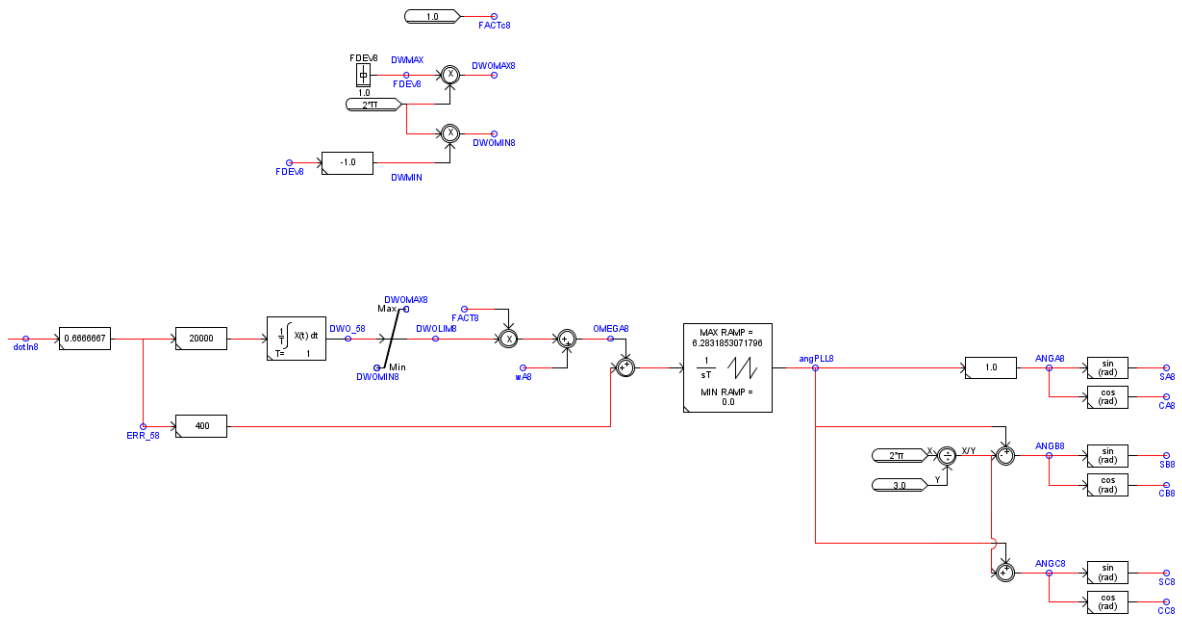 1.0
FACTc8
FDEV8
DWMAX
DWOMAX8
FDEV8
1.0
2*π
X
X
DWOMIN8
FDEV8
-1.0
DWMIN
dotIn8
0.6666667
20000
1
T
X(t) dt
T= 1
DWO_58
DWOMAX8
Max
Min
DWOMIN8
DWOLIM8
FACT8
X
wA8
OMEGA8
ERR_58
400
MAX RAMP =
6.2831853071796
1
sT
MIN RAMP =
0.0
angPLL8
1.0
ANGA8
sin
(rad)
SA8
cos
(rad)
CA8
2*π
X
÷
X/Y
3.0
Y
ANGB8
sin
(rad)
SB8
cos
(rad)
CB8
ANGC8
sin
(rad)
SC8
cos
(rad)
CC8